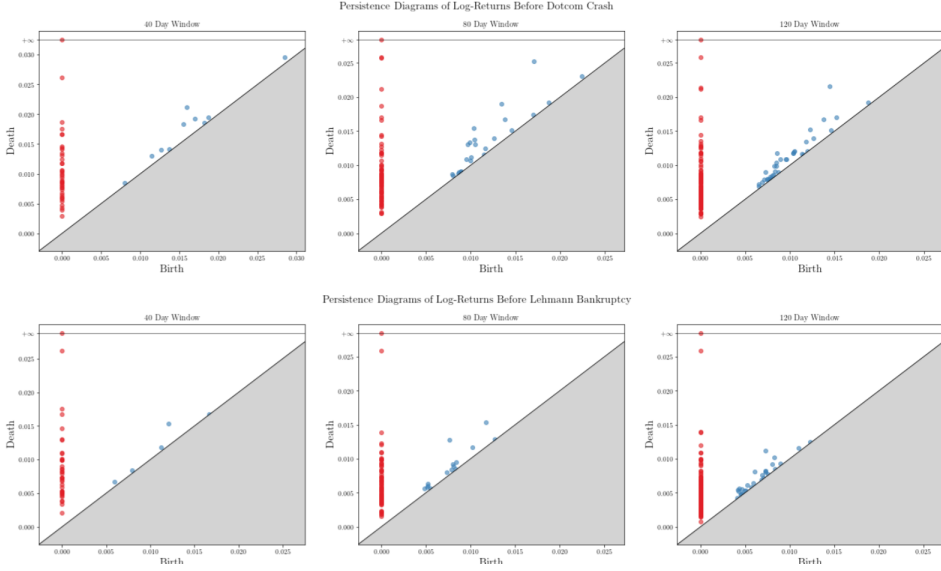 Persistence Diagrams of Log-Returns Before Dotcom Crash
40 Day Window
80 Day Window
120 Day Window
Death
+∞
0.030
0.025
0.020
0.015
0.010
0.005
0.000
0.000 0.005 0.010 0.015 0.020 0.025 0.030
Birth
Death
+∞
0.025
0.020
0.015
0.010
0.005
0.000
0.000 0.005 0.010 0.015 0.020 0.025
Birth
Death
+∞
0.025
0.020
0.015
0.010
0.005
0.000
0.000 0.005 0.010 0.015 0.020 0.025
Birth
Persistence Diagrams of Log-Returns Before Lehmann Bankruptcy
40 Day Window
80 Day Window
120 Day Window
Death
+∞
0.025
0.020
0.015
0.010
0.005
0.000
0.000 0.005 0.010 0.015 0.020 0.025
Birth
Death
+∞
0.025
0.020
0.015
0.010
0.005
0.000
0.000 0.005 0.010 0.015 0.020 0.025
Birth
Death
+∞
0.025
0.020
0.015
0.010
0.005
0.000
0.000 0.005 0.010 0.015 0.020 0.025
Birth